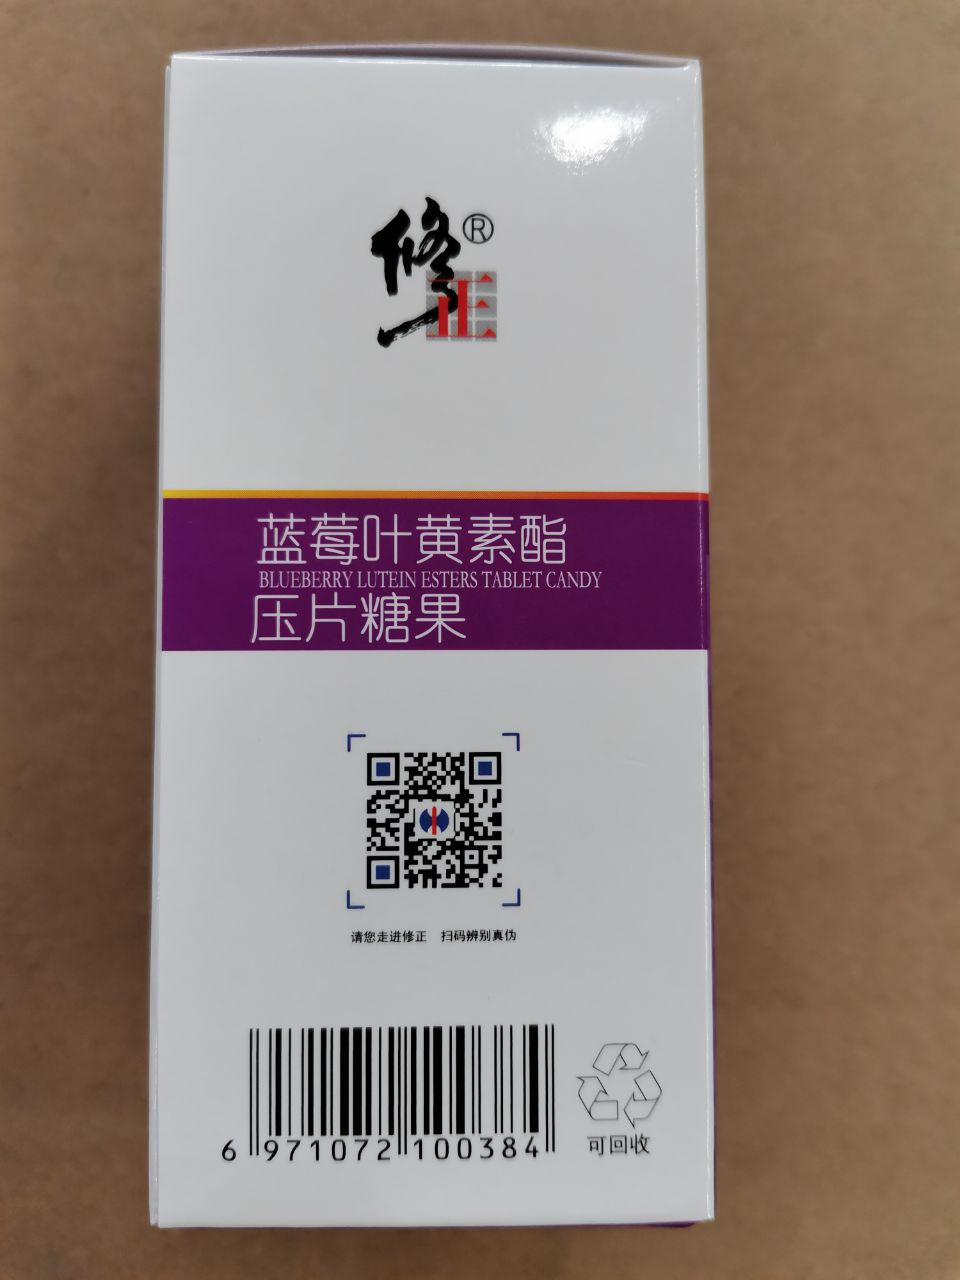 修正®
蓝莓叶黄素酯
BLUEBERRY LUTEIN ESTERS TABLET CANDY
压片糖果
请您走进修正 扫码辨别真伪
6 971072 100384
可回收